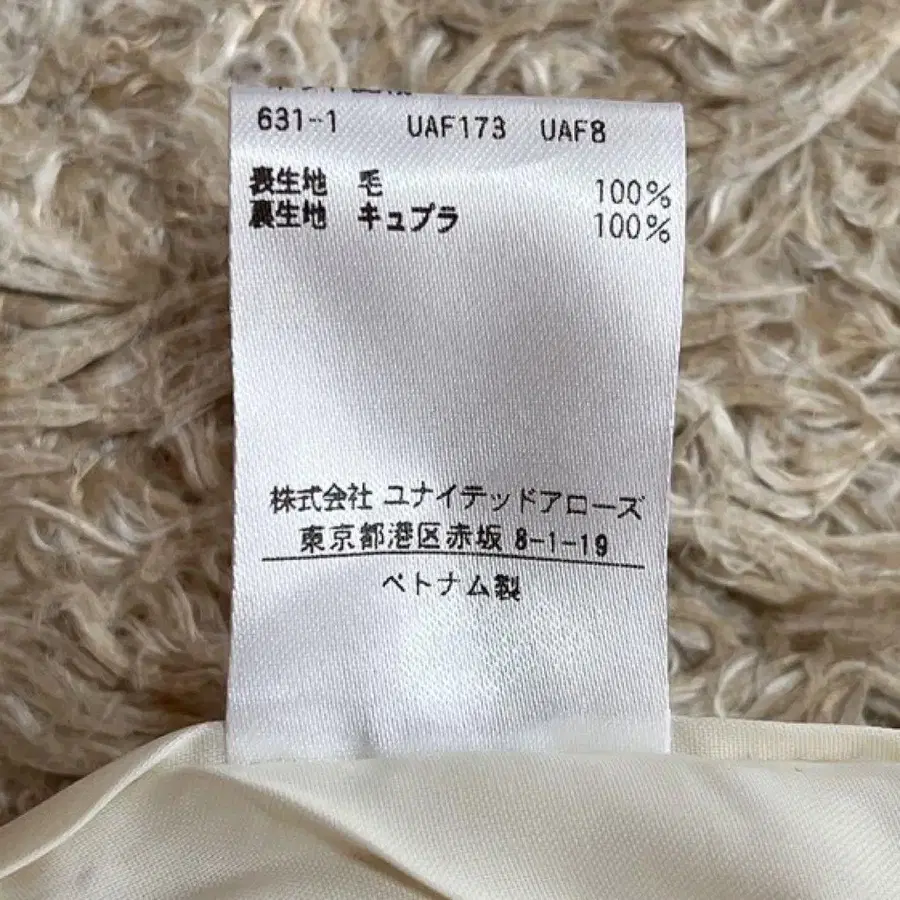 631-1 UAF173 UAF8
表生地 毛 100%
裏生地 キュプラ 100%
株式会社 ユナイテッドアローズ
東京都港区赤坂 8-1-19
ベトナム製